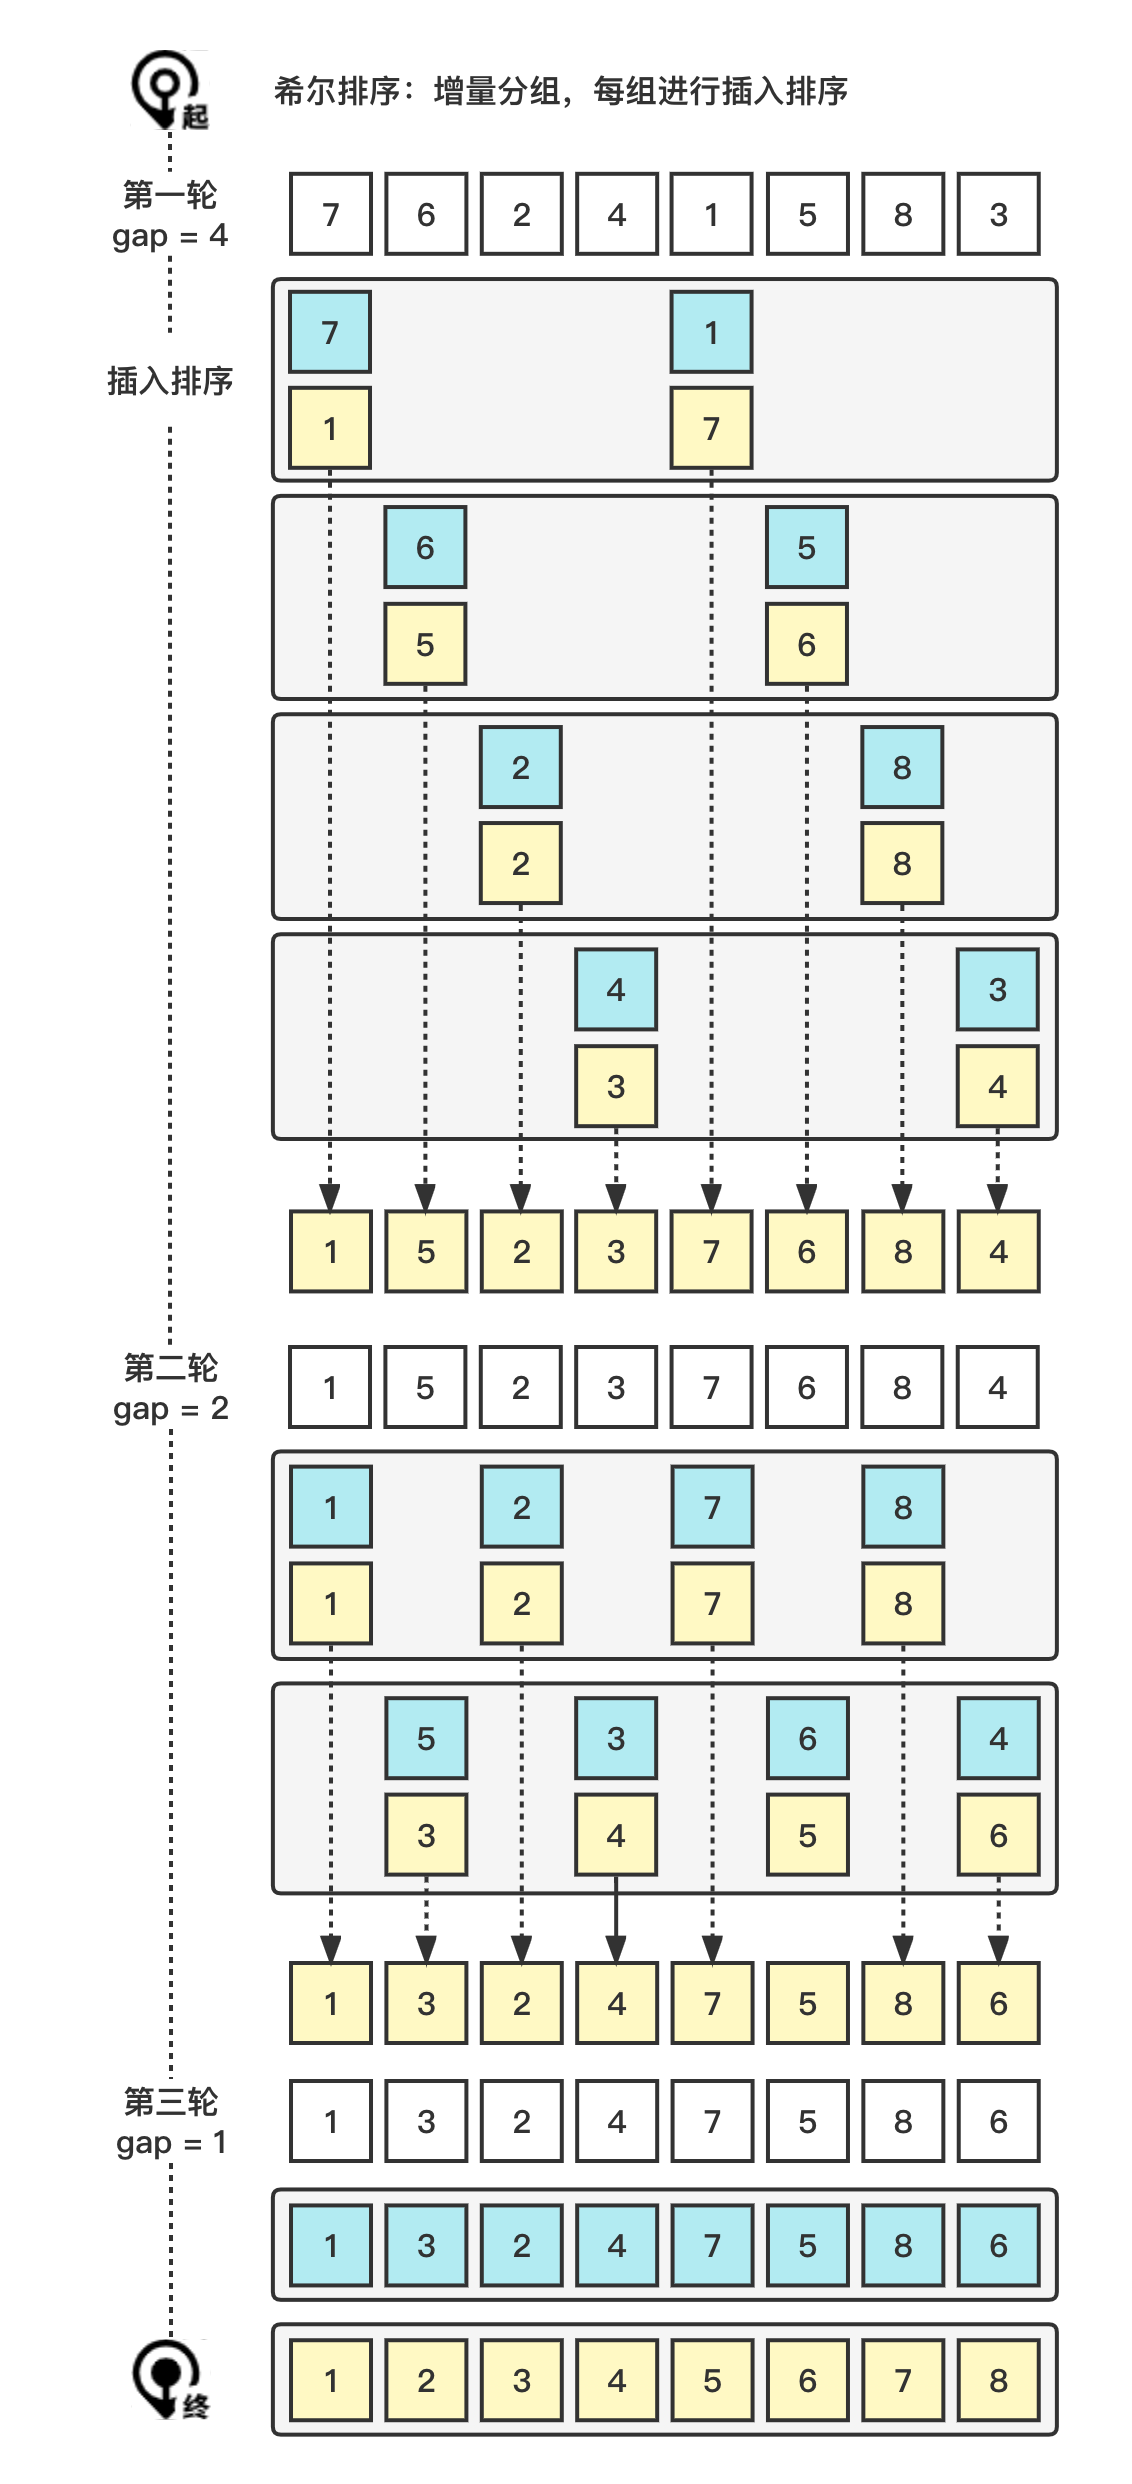 起
希尔排序：增量分组，每组进行插入排序
第一轮
gap = 4
7 6 2 4 1 5 8 3
7 1
插入排序
1 7
6 5
5 6
2 8
2 8
4 3
3 4
1 5 2 3 7 6 8 4
第二轮
gap = 2
1 5 2 3 7 6 8 4
1 2 7 8
1 2 7 8
5 3 6 4
3 4 5 6
1 3 2 4 7 5 8 6
第三轮
gap = 1
1 3 2 4 7 5 8 6
1 3 2 4 7 5 8 6
终
1 2 3 4 5 6 7 8